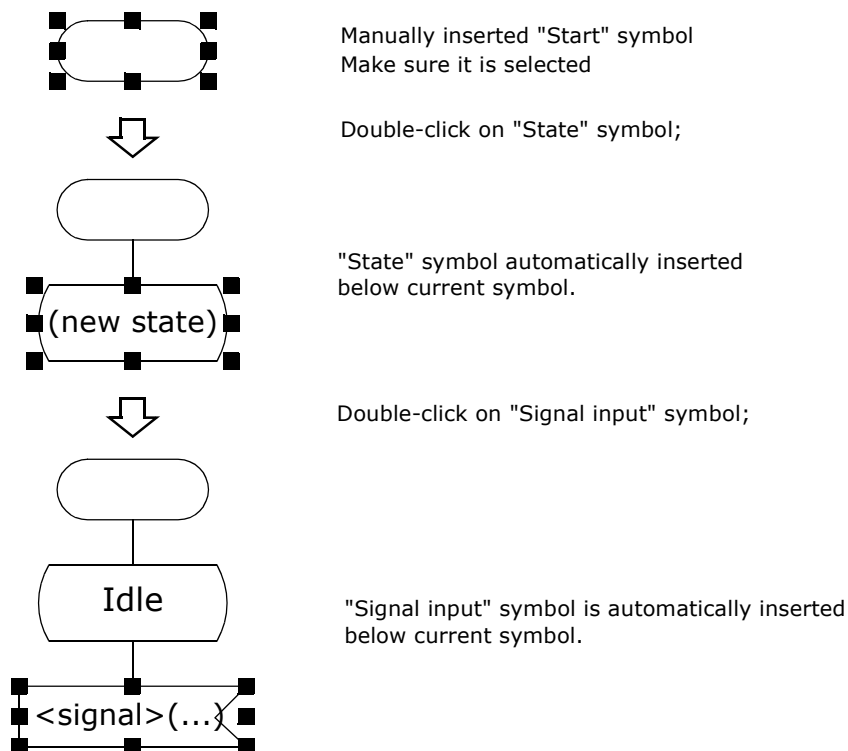 Manually inserted "Start" symbol
Make sure it is selected
Double-click on "State" symbol;
"State" symbol automatically inserted
below current symbol.
(new state)
Double-click on "Signal input" symbol;
Idle
"Signal input" symbol is automatically inserted
below current symbol.
<signal>(...)